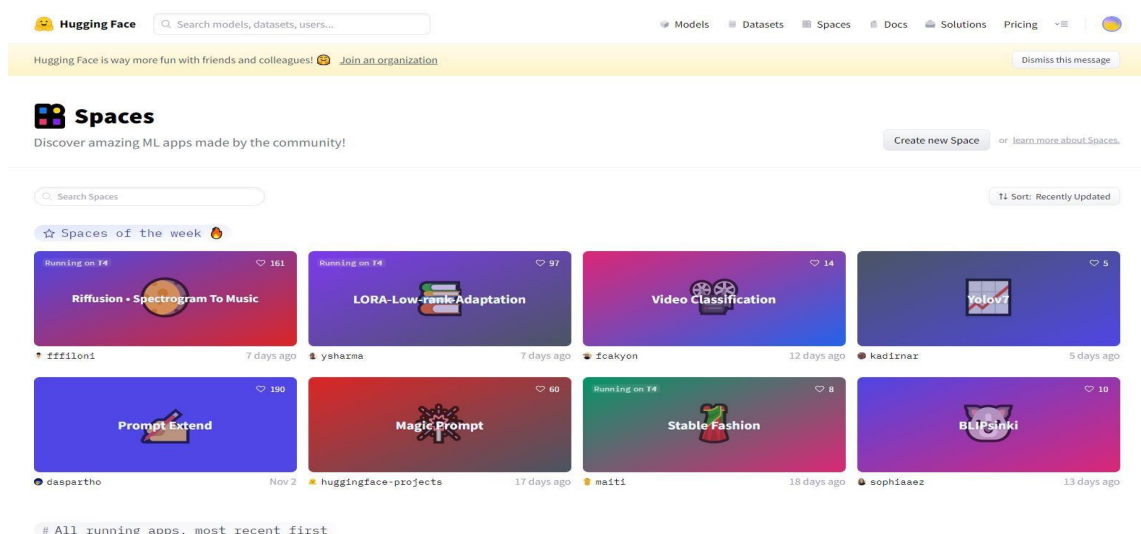 Hugging Face
Search models, datasets, users...
Models
Datasets
Spaces
Docs
Solutions
Pricing
Hugging Face is way more fun with friends and colleagues! 🤗 Join an organization
Dismiss this message
Spaces
Discover amazing ML apps made by the community!
Create new Space
or learn more about Spaces.
Search Spaces
↑↓ Sort: Recently Updated
Spaces of the week 🔥
Running on T4
161
Riffusion • Spectrogram To Music
fffiloni
7 days ago
Running on T4
97
LORA-Low-rank-Adaptation
ysharma
7 days ago
14
Video Classification
fcakyon
12 days ago
5
Yolov7
kadirnar
5 days ago
190
Prompt Extend
daspartho
Nov 2
60
Magic Prompt
huggingface-projects
17 days ago
Running on T4
8
Stable Fashion
maiti
18 days ago
10
BLIPsinki
sophiaaez
13 days ago
# All running apps, most recent first